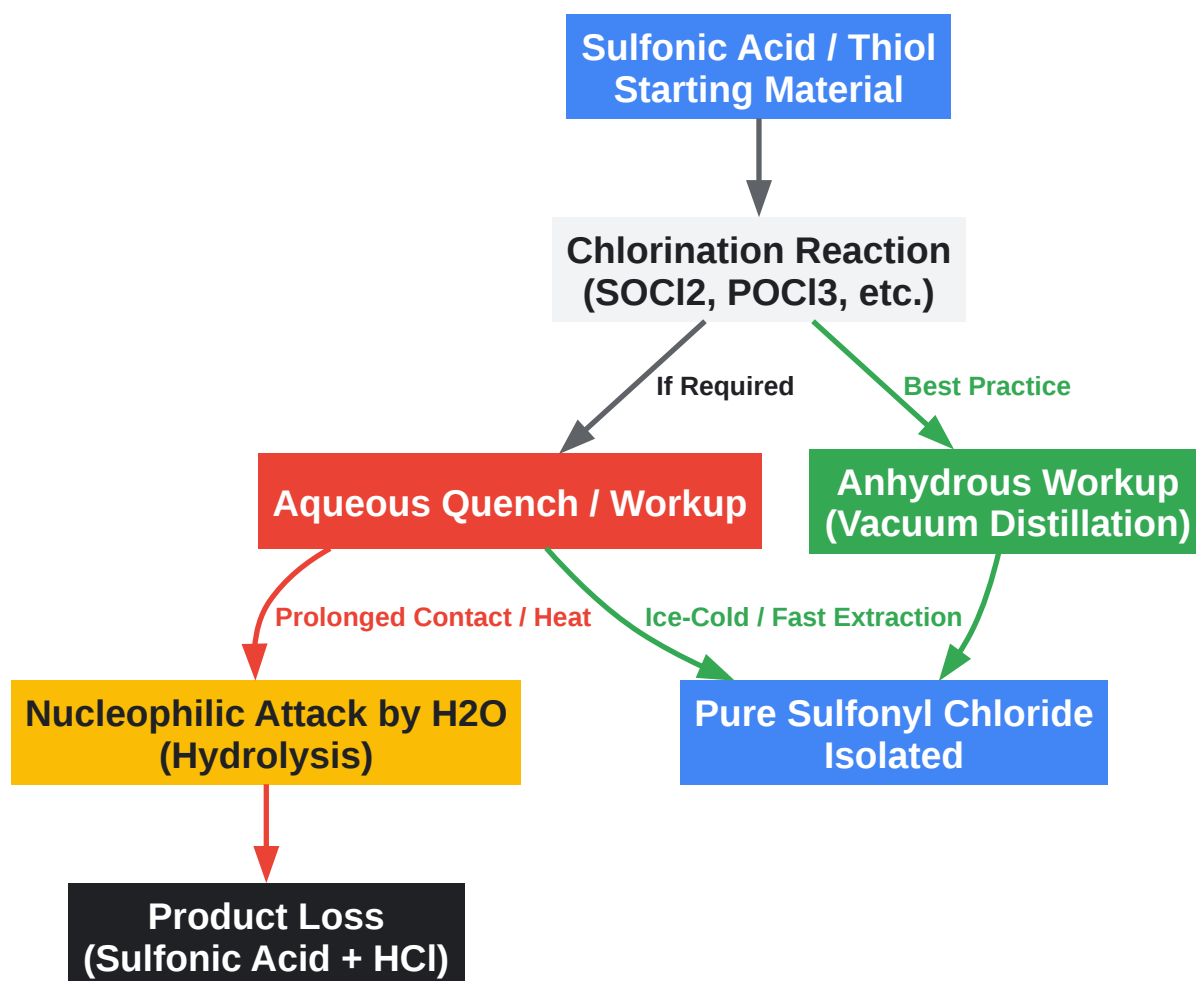 Sulfonic Acid / Thiol
Starting Material
Chlorination Reaction
(SOCl2, POCl3, etc.)
If Required
Best Practice
Aqueous Quench / Workup
Anhydrous Workup
(Vacuum Distillation)
Prolonged Contact / Heat
Ice-Cold / Fast Extraction
Nucleophilic Attack by H2O
(Hydrolysis)
Pure Sulfonyl Chloride
Isolated
Product Loss
(Sulfonic Acid + HCl)